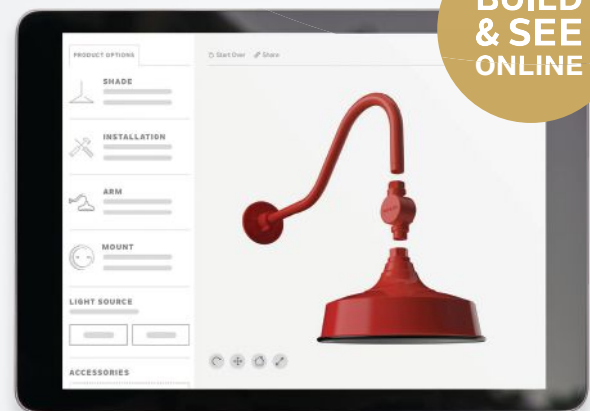 BUILD
& SEE
ONLINE
PRODUCT OPTIONS
Start Over Share
SHADE
INSTALLATION
ARM
MOUNT
LIGHT SOURCE
ACCESSORIES